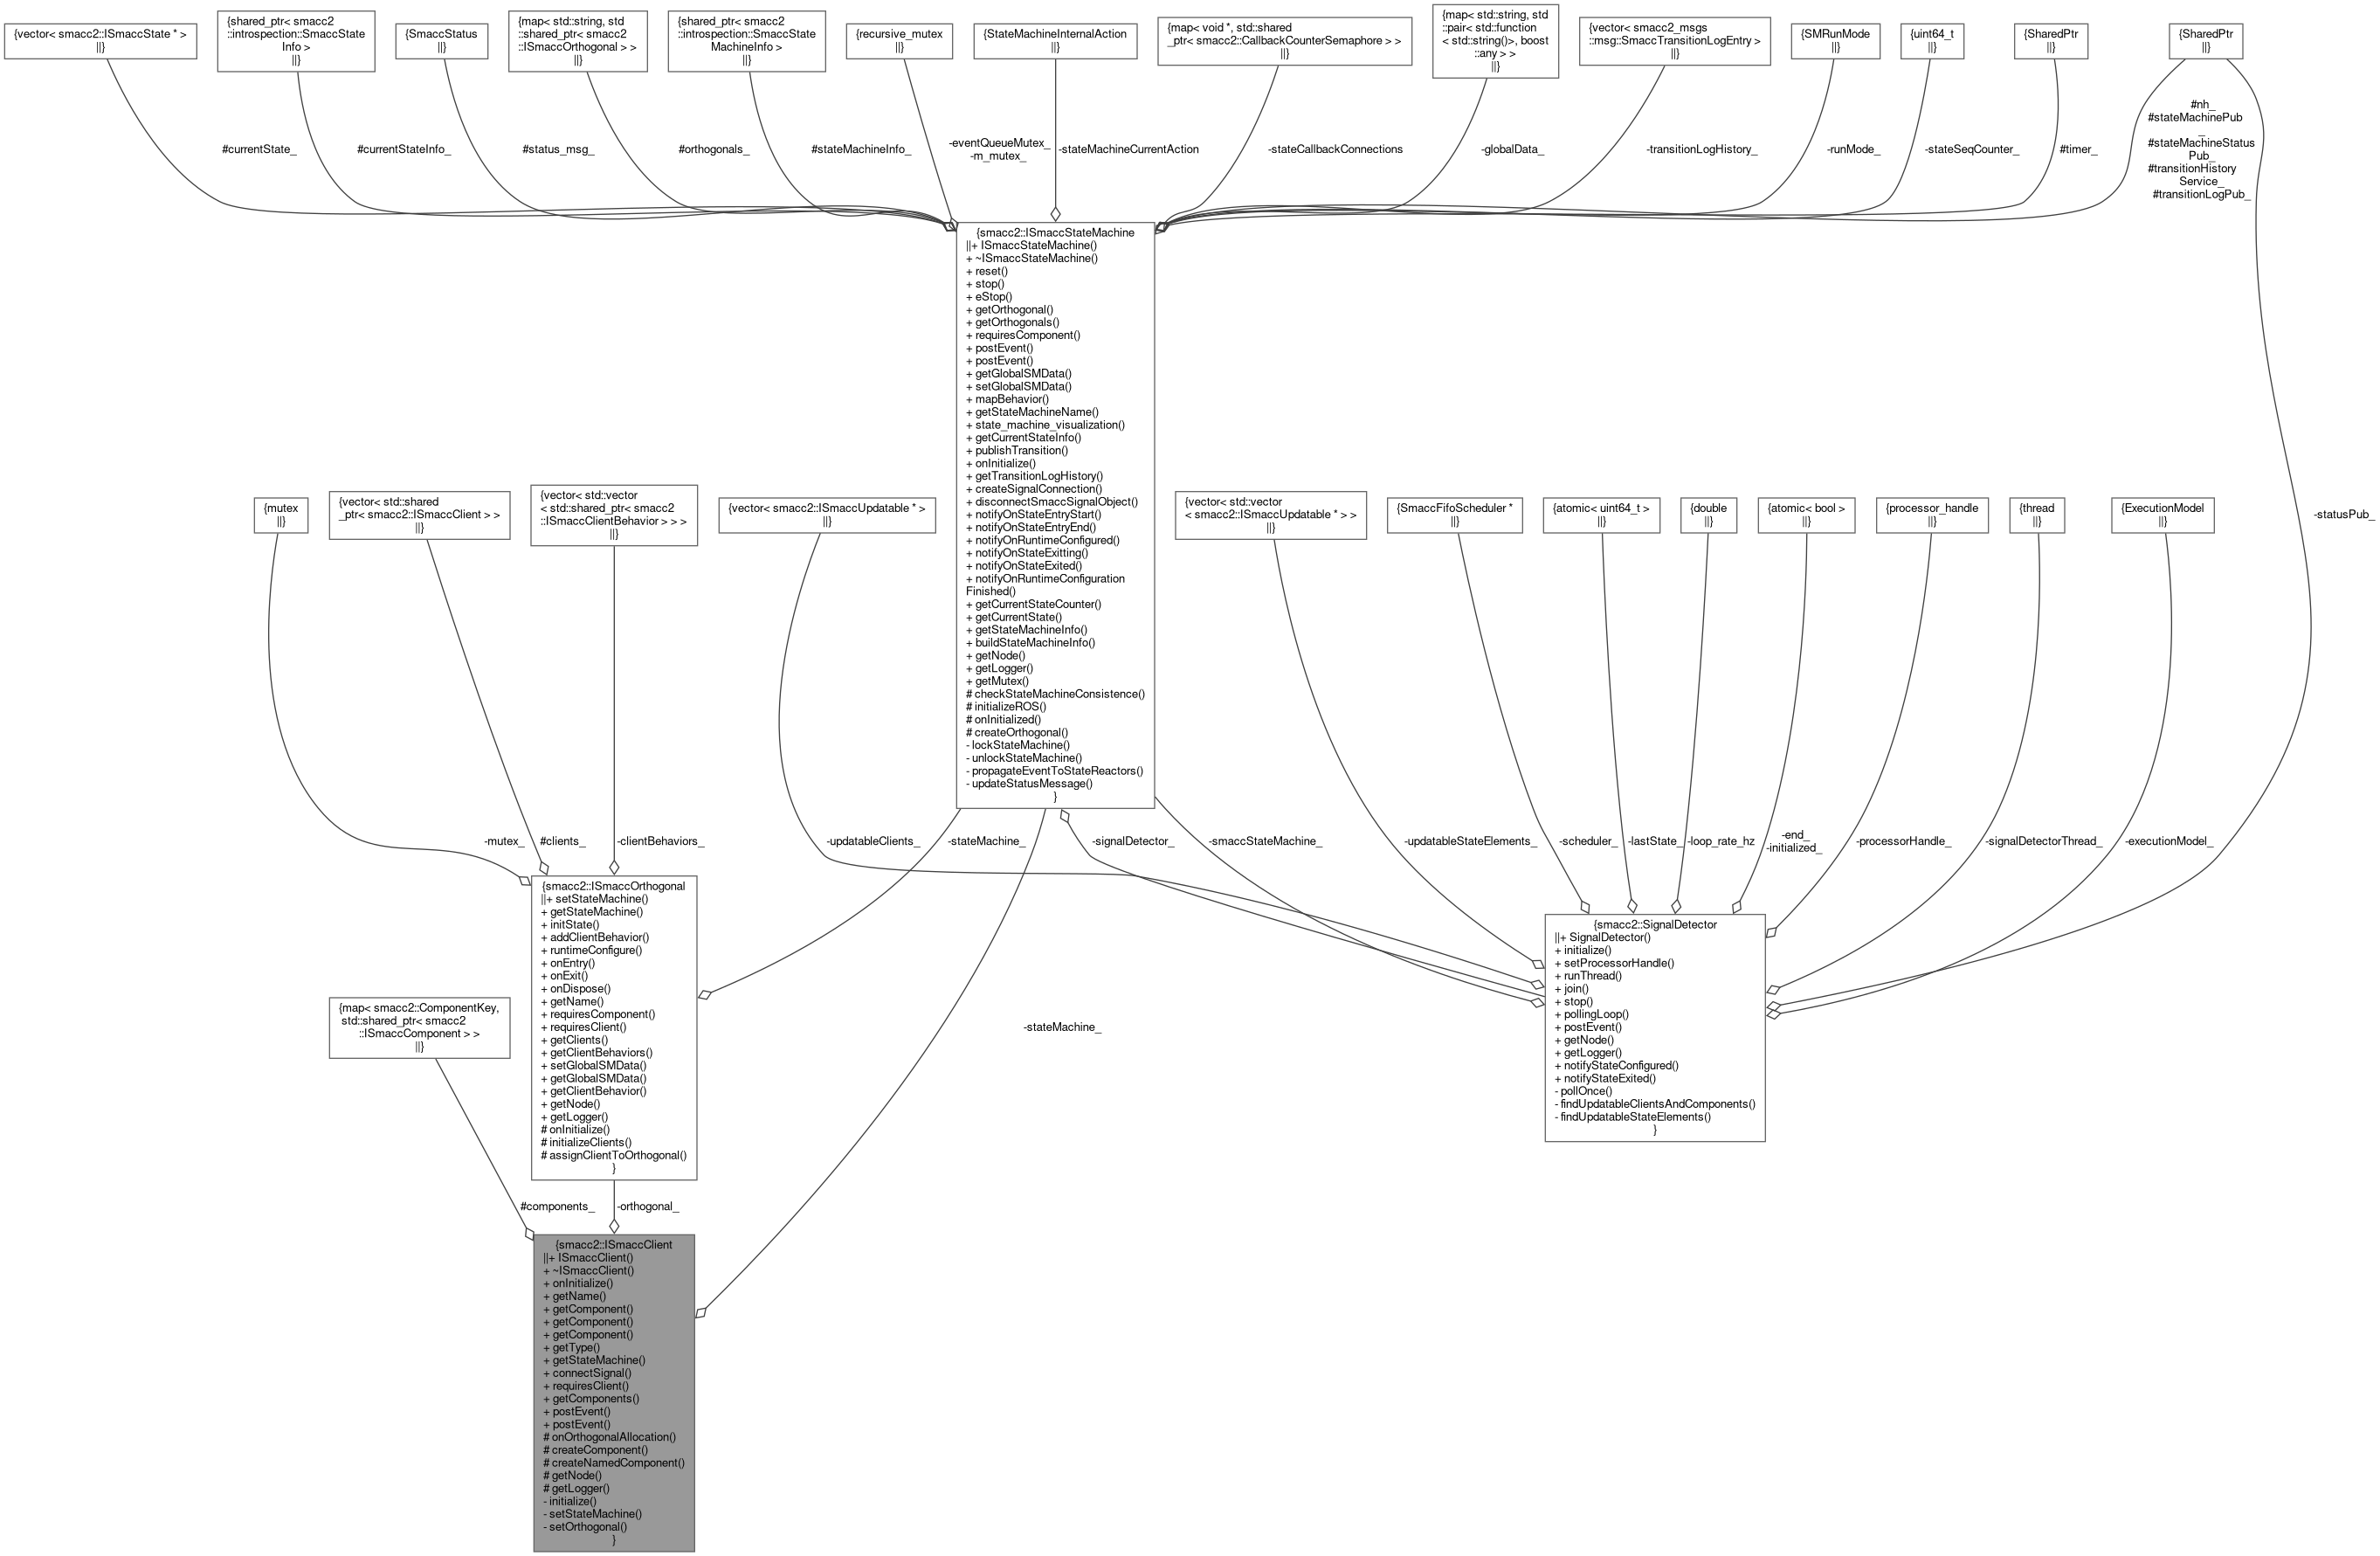 {vector< smacc2::ISmaccState * >
||}
{shared_ptr< smacc2
::introspection::SmaccState
Info >
||}
{SmaccStatus
||}
{map< std::string, std
::shared_ptr< smacc2
::ISmaccOrthogonal > >
||}
{shared_ptr< smacc2
::introspection::SmaccState
MachineInfo >
||}
{recursive_mutex
||}
{StateMachineInternalAction
||}
{map< void *, std::shared
_ptr< smacc2::CallbackCounterSemaphore > >
||}
{map< std::string, std
::pair< std::function
< std::string()>, boost
::any > >
||}
{vector< smacc2_msgs
::msg::SmaccTransitionLogEntry >
||}
{SMRunMode
||}
{uint64_t
||}
{SharedPtr
||}
{SharedPtr
||}
#currentState_
#currentStateInfo_
#status_msg_
#orthogonals_
#stateMachineInfo_
-eventQueueMutex_
-m_mutex_
-stateMachineCurrentAction
-stateCallbackConnections
-globalData_
-transitionLogHistory_
-runMode_
-stateSeqCounter_
#timer_
#nh_
#stateMachinePub
_
#stateMachineStatus
Pub_
#transitionHistory
Service_
#transitionLogPub_
{smacc2::ISmaccStateMachine
||+ ISmaccStateMachine()
+ ~ISmaccStateMachine()
+ reset()
+ stop()
+ eStop()
+ getOrthogonal()
+ getOrthogonals()
+ requiresComponent()
+ postEvent()
+ postEvent()
+ getGlobalSMData()
+ setGlobalSMData()
+ mapBehavior()
+ getStateMachineName()
+ state_machine_visualization()
+ getCurrentStateInfo()
+ publishTransition()
+ onInitialize()
+ getTransitionLogHistory()
+ createSignalConnection()
+ disconnectSmaccSignalObject()
+ notifyOnStateEntryStart()
+ notifyOnStateEntryEnd()
+ notifyOnRuntimeConfigured()
+ notifyOnStateExitting()
+ notifyOnStateExited()
+ notifyOnRuntimeConfiguration
Finished()
+ getCurrentStateCounter()
+ getCurrentState()
+ getStateMachineInfo()
+ buildStateMachineInfo()
+ getNode()
+ getLogger()
+ getMutex()
# checkStateMachineConsistence()
# initializeROS()
# onInitialized()
# createOrthogonal()
- lockStateMachine()
- unlockStateMachine()
- propagateEventToStateReactors()
- updateStatusMessage()
}
{mutex
||}
{vector< std::shared
_ptr< smacc2::ISmaccClient > >
||}
{vector< std::vector
< std::shared_ptr< smacc2
::ISmaccClientBehavior > > >
||}
{vector< smacc2::ISmaccUpdatable * >
||}
{vector< std::vector
< smacc2::ISmaccUpdatable * > >
||}
{SmaccFifoScheduler *
||}
{atomic< uint64_t >
||}
{double
||}
{atomic< bool >
||}
{processor_handle
||}
{thread
||}
{ExecutionModel
||}
-statusPub_
-mutex_
#clients_
-clientBehaviors_
-updatableClients_
-stateMachine_
-signalDetector_
-smaccStateMachine_
-updatableStateElements_
-scheduler_
-lastState_
-loop_rate_hz
-end_
-initialized_
-processorHandle_
-signalDetectorThread_
-executionModel_
{smacc2::ISmaccOrthogonal
||+ setStateMachine()
+ getStateMachine()
+ initState()
+ addClientBehavior()
+ runtimeConfigure()
+ onEntry()
+ onExit()
+ onDispose()
+ getName()
+ requiresComponent()
+ requiresClient()
+ getClients()
+ getClientBehaviors()
+ setGlobalSMData()
+ getGlobalSMData()
+ getClientBehavior()
+ getNode()
+ getLogger()
# onInitialize()
# initializeClients()
# assignClientToOrthogonal()
}
{smacc2::SignalDetector
||+ SignalDetector()
+ initialize()
+ setProcessorHandle()
+ runThread()
+ join()
+ stop()
+ pollingLoop()
+ postEvent()
+ getNode()
+ getLogger()
+ notifyStateConfigured()
+ notifyStateExited()
- pollOnce()
- findUpdatableClientsAndComponents()
- findUpdatableStateElements()
}
{map< smacc2::ComponentKey,
std::shared_ptr< smacc2
::ISmaccComponent > >
||}
-stateMachine_
#components_
-orthogonal_
{smacc2::ISmaccClient
||+ ISmaccClient()
+ ~ISmaccClient()
+ onInitialize()
+ getName()
+ getComponent()
+ getComponent()
+ getComponent()
+ getType()
+ getStateMachine()
+ connectSignal()
+ requiresClient()
+ getComponents()
+ postEvent()
+ postEvent()
# onOrthogonalAllocation()
# createComponent()
# createNamedComponent()
# getNode()
# getLogger()
- initialize()
- setStateMachine()
- setOrthogonal()
}